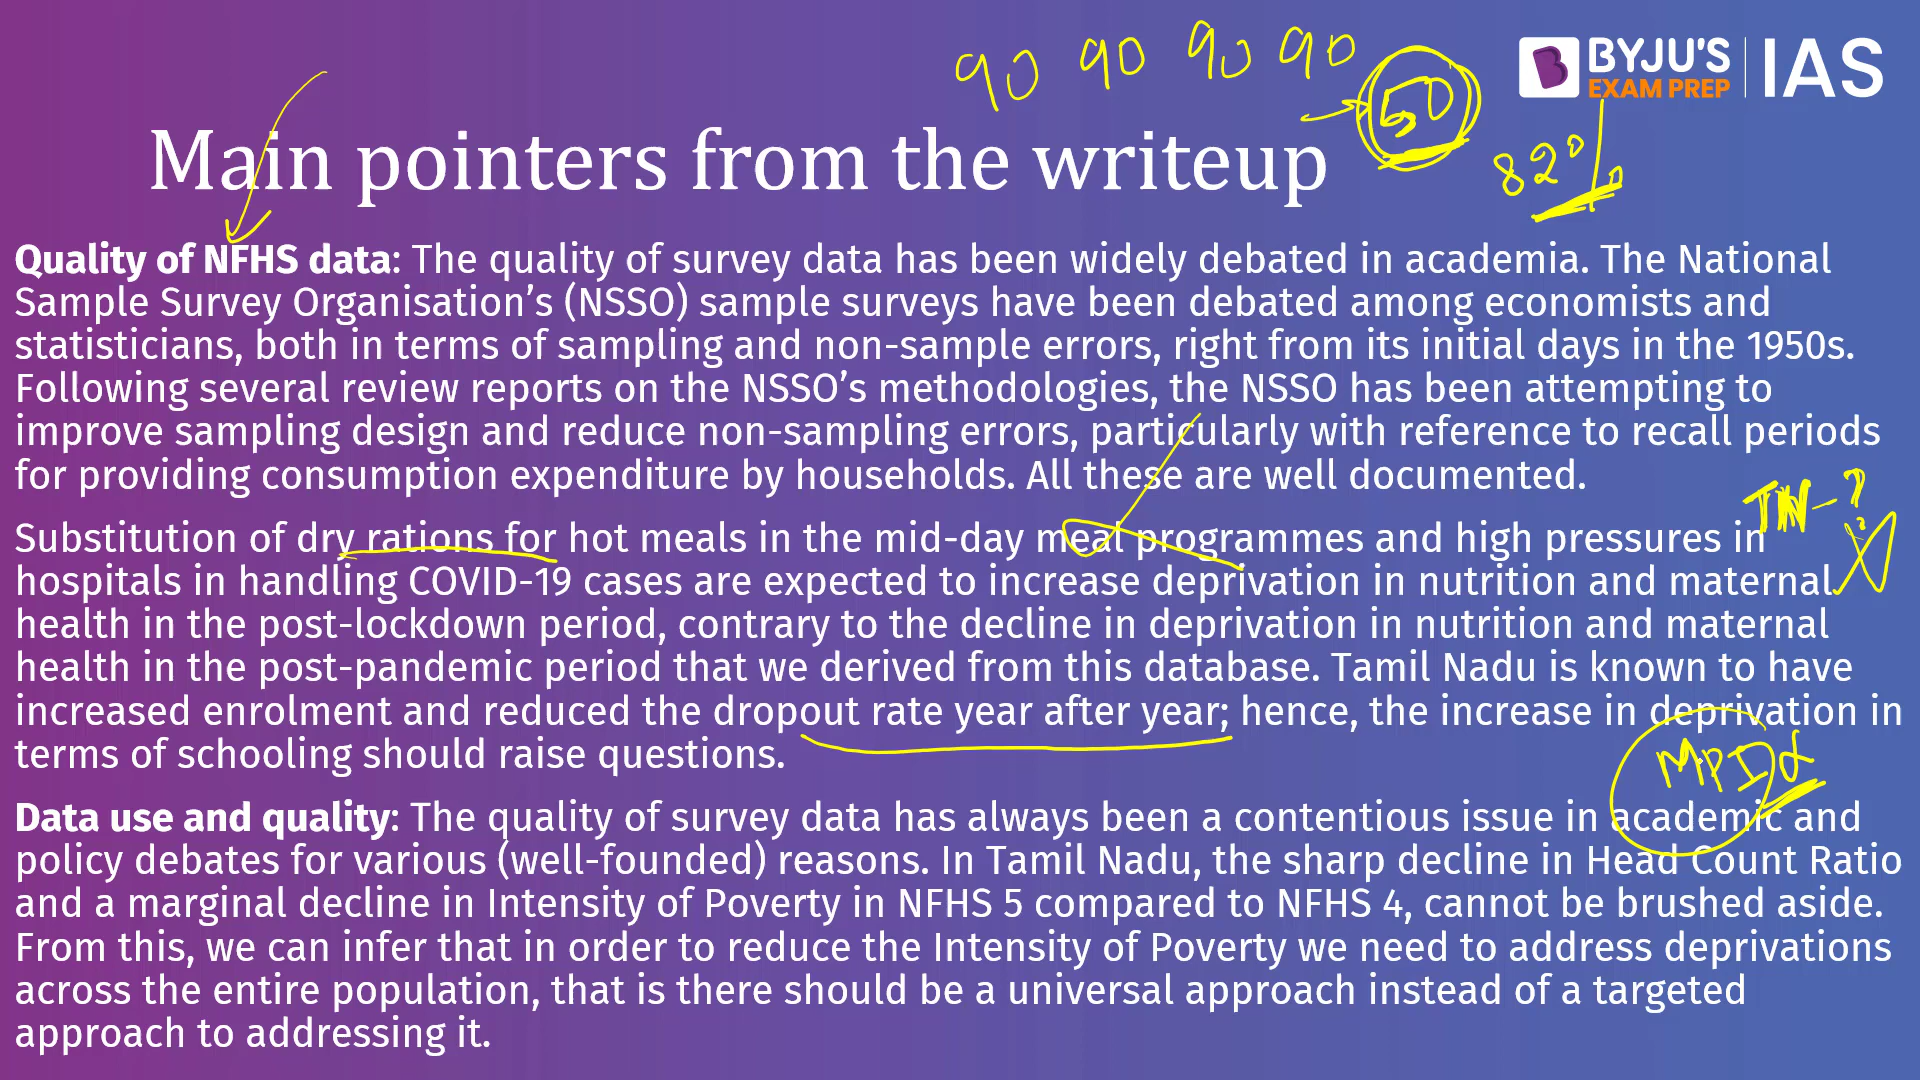 90 90 90 90
BYJU'S
EXAM PREP
IAS
50
82%
Main pointers from the writeup
Quality of NFHS data: The quality of survey data has been widely debated in academia. The National
Sample Survey Organisation’s (NSSO) sample surveys have been debated among economists and
statisticians, both in terms of sampling and non-sample errors, right from its initial days in the 1950s.
Following several review reports on the NSSO’s methodologies, the NSSO has been attempting to
improve sampling design and reduce non-sampling errors, particularly with reference to recall periods
for providing consumption expenditure by households. All these are well documented.
TN - ?
Substitution of dry rations for hot meals in the mid-day meal programmes and high pressures in
hospitals in handling COVID-19 cases are expected to increase deprivation in nutrition and maternal
health in the post-lockdown period, contrary to the decline in deprivation in nutrition and maternal
health in the post-pandemic period that we derived from this database. Tamil Nadu is known to have
increased enrolment and reduced the dropout rate year after year; hence, the increase in deprivation in
terms of schooling should raise questions.
MPI
Data use and quality: The quality of survey data has always been a contentious issue in academic and
policy debates for various (well-founded) reasons. In Tamil Nadu, the sharp decline in Head Count Ratio
and a marginal decline in Intensity of Poverty in NFHS 5 compared to NFHS 4, cannot be brushed aside.
From this, we can infer that in order to reduce the Intensity of Poverty we need to address deprivations
across the entire population, that is there should be a universal approach instead of a targeted
approach to addressing it.